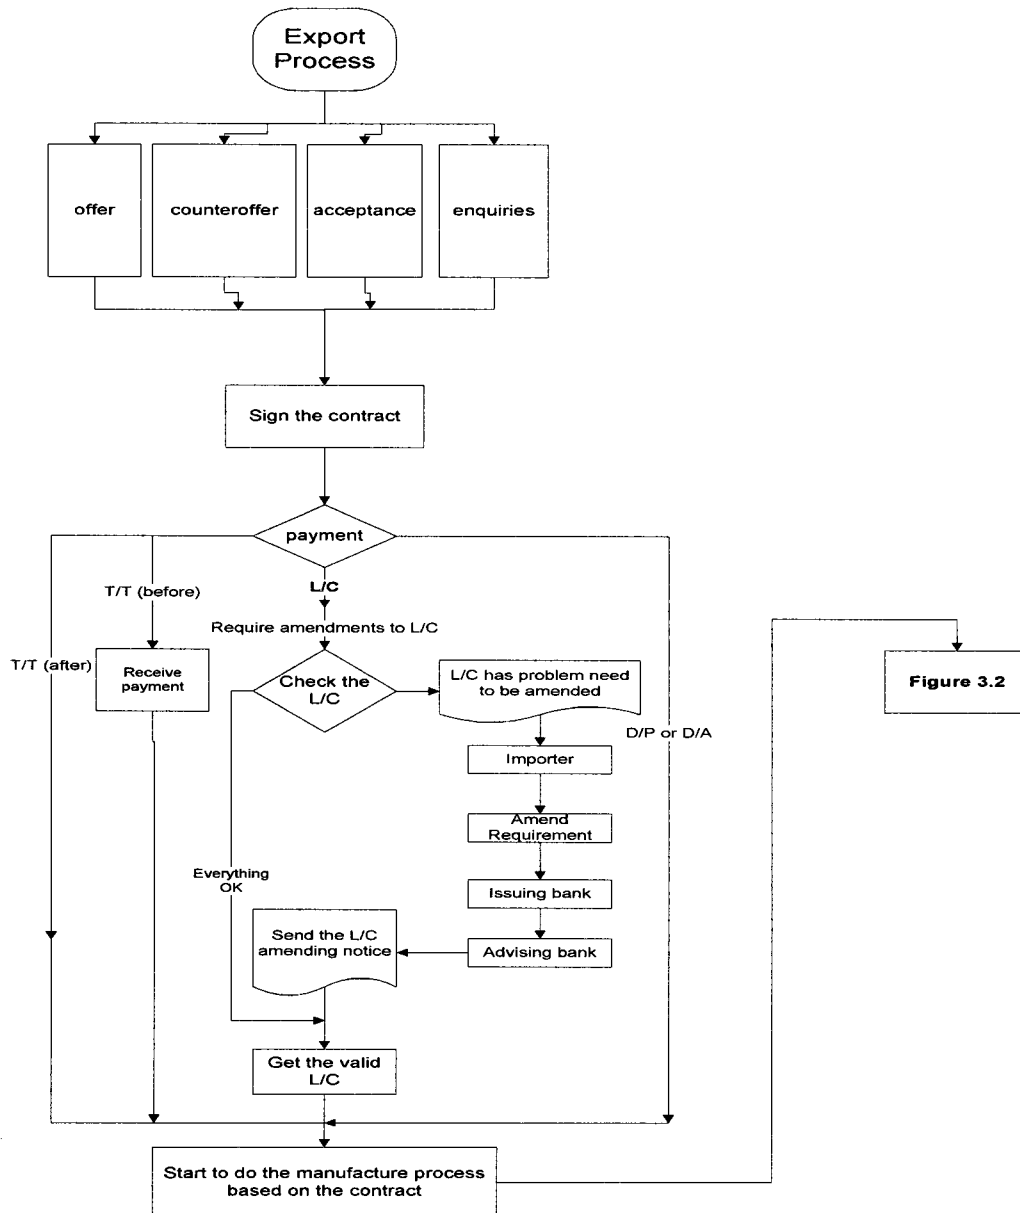 Export
Process
offer
counteroffer
acceptance
enquiries
Sign the contract
payment
T/T (before)
L/C
Require amendments to L/C
T/T (after)
Receive
payment
Check the
L/C
L/C has problem need
to be amended
Figure 3.2
D/P or D/A
Importer
Amend
Requirement
Everything
OK
Issuing bank
Send the L/C
amending notice
Advising bank
Get the valid
L/C
Start to do the manufacture process
based on the contract